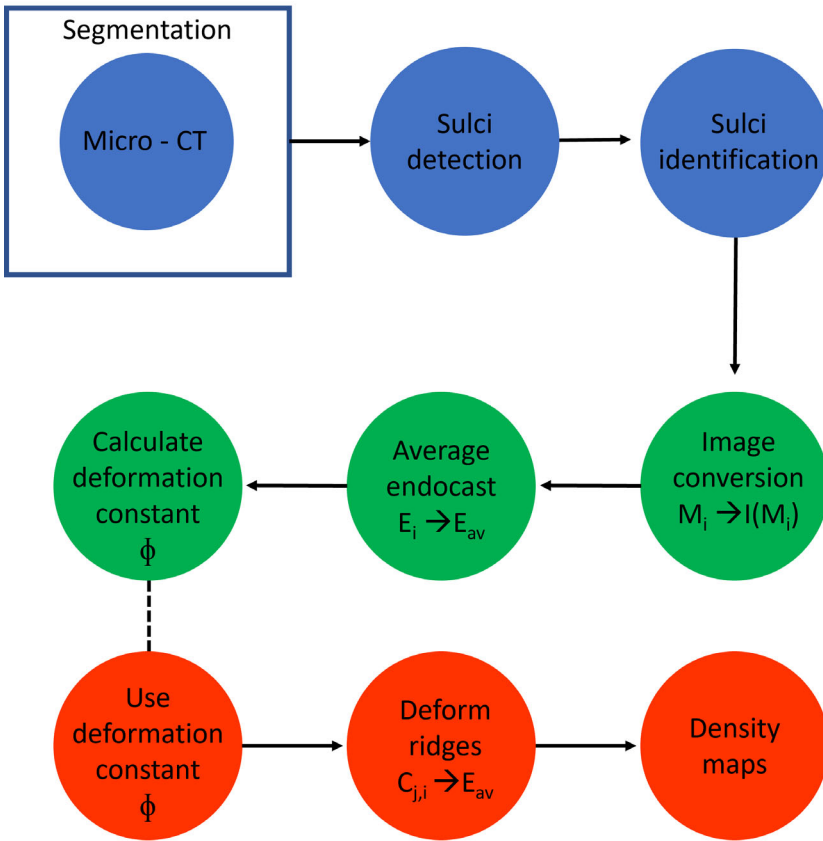 Segmentation
Micro - CT
Sulci
detection
Sulci
identification
Calculate
deformation
constant
ϕ
Average
endocast
Eᵢ →Eₐᵥ
Image
conversion
Mᵢ →I(Mᵢ)
Use
deformation
constant
ϕ
Deform
ridges
Cⱼ,ᵢ →Eₐᵥ
Density
maps